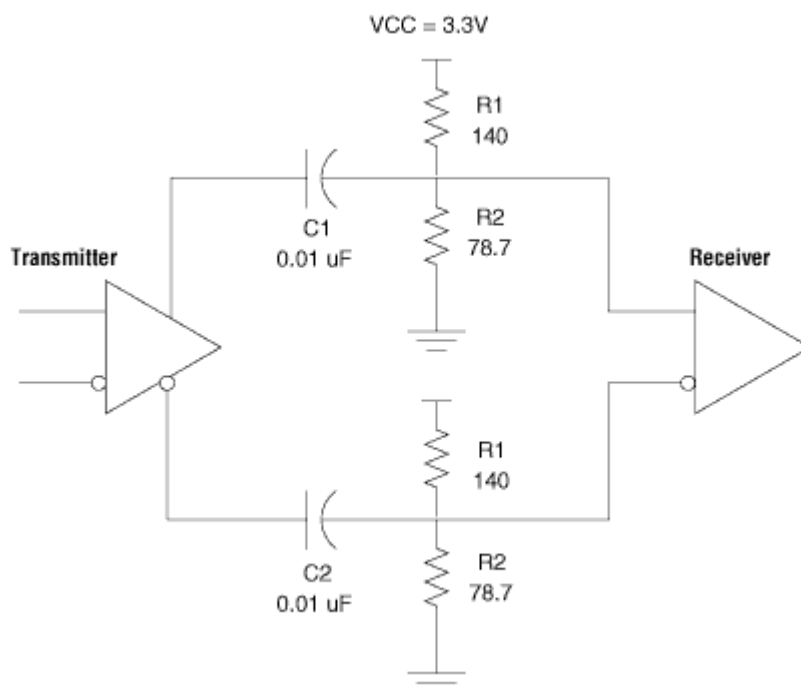 VCC = 3.3V
R1
140
C1
0.01 uF
R2
78.7
Transmitter
Receiver
R1
140
C2
0.01 uF
R2
78.7